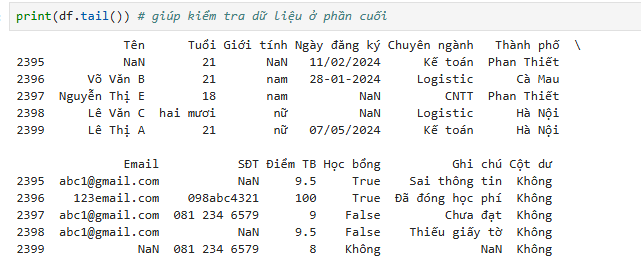 print(df.tail()) # giúp kiểm tra dữ liệu ở phần cuối
Tên Tuổi Giới tính Ngày đăng ký Chuyên ngành Thành phố \
2395 NaN 21 NaN 11/02/2024 Kế toán Phan Thiết
2396 Võ Văn B 21 nam 28-01-2024 Logistic Cà Mau
2397 Nguyễn Thị E 18 nam NaN CNTT Phan Thiết
2398 Lê Văn C hai mươi nữ NaN Logistic Hà Nội
2399 Lê Thị A 21 nữ 07/05/2024 Kế toán Hà Nội
Email SĐT Điểm TB Học bổng Ghi chú Cột dư
2395 abc1@gmail.com NaN 9.5 True Sai thông tin Không
2396 123email.com 098abc4321 100 True Đã đóng học phí Không
2397 abc1@gmail.com 081 234 6579 9 False Chưa đạt Không
2398 abc1@gmail.com NaN 9.5 False Thiếu giấy tờ Không
2399 NaN 081 234 6579 8 Không NaN Không